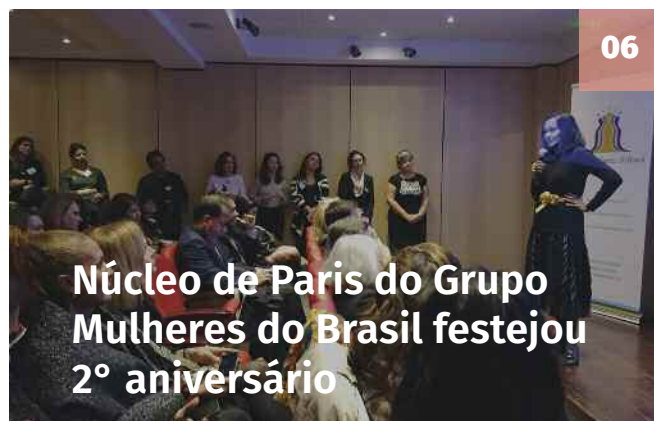 06
Núcleo de Paris do Grupo
Mulheres do Brasil festejou
2° aniversário